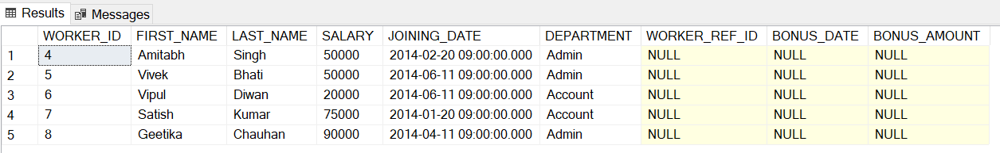 Results Messages
WORKER_ID FIRST_NAME LAST_NAME SALARY JOINING_DATE DEPARTMENT WORKER_REF_ID BONUS_DATE BONUS_AMOUNT
1 4 Amitabh Singh 50000 2014-02-20 09:00:00.000 Admin NULL NULL NULL
2 5 Vivek Bhati 50000 2014-06-11 09:00:00.000 Admin NULL NULL NULL
3 6 Vipul Diwan 20000 2014-06-11 09:00:00.000 Account NULL NULL NULL
4 7 Satish Kumar 75000 2014-01-20 09:00:00.000 Account NULL NULL NULL
5 8 Geetika Chauhan 90000 2014-04-11 09:00:00.000 Admin NULL NULL NULL